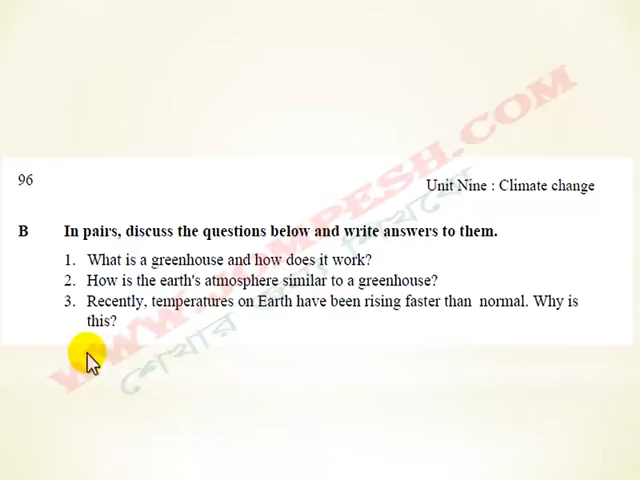 96
Unit Nine : Climate change
B In pairs, discuss the questions below and write answers to them.
1. What is a greenhouse and how does it work?
2. How is the earth's atmosphere similar to a greenhouse?
3. Recently, temperatures on Earth have been rising faster than normal. Why is
this?
WWW.JOMPESH.COM
শেখার জন্য শিখোয়